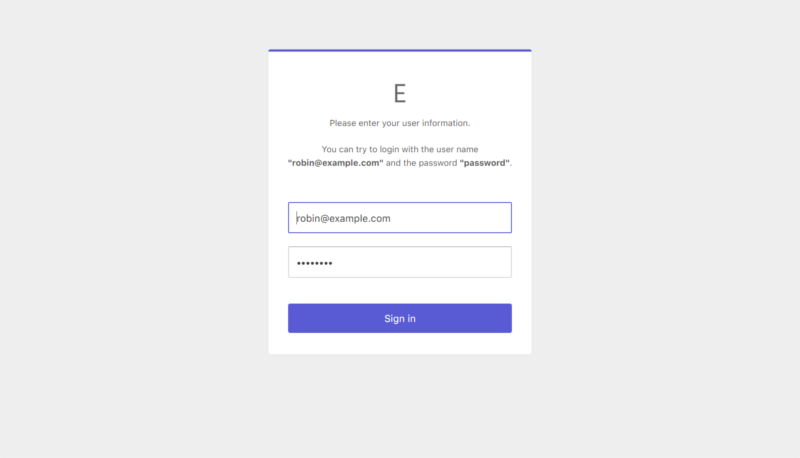 E
Please enter your user information.
You can try to login with the user name
"robin@example.com" and the password "password".
robin@example.com
••••••••
Sign in